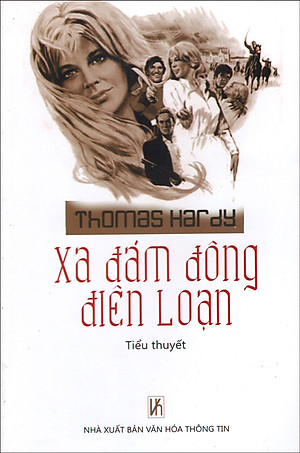 Thomas Hardy
Xa đám đông
điên loạn
Tiểu thuyết
NHÀ XUẤT BẢN VĂN HÓA THÔNG TIN